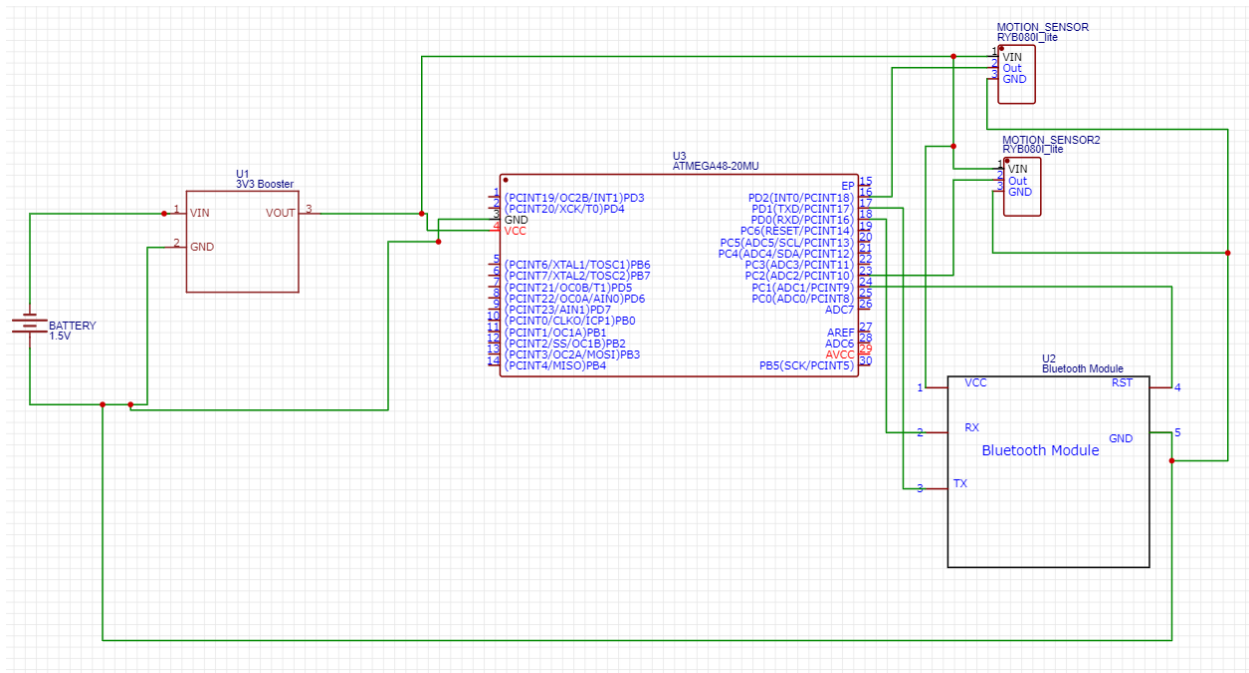 MOTION_SENSOR
RYB080I_lite
1
VIN
2
Out
3
GND
MOTION_SENSOR2
RYB080I_lite
1
VIN
2
Out
3
GND
U1
3V3 Booster
1
VIN
VOUT
3
2
GND
BATTERY
1.5V
U3
ATMEGA48-20MU
1
(PCINT19/OC2B/INT1)PD3
2
(PCINT20/XCK/T0)PD4
3
GND
4
VCC
5
(PCINT6/XTAL1/TOSC1)PB6
6
(PCINT7/XTAL2/TOSC2)PB7
7
(PCINT21/OC0B/T1)PD5
8
(PCINT22/OC0A/AIN0)PD6
9
(PCINT23/AIN1)PD7
10
(PCINT0/CLKO/ICP1)PB0
11
(PCINT1/OC1A)PB1
12
(PCINT2/SS/OC1B)PB2
13
(PCINT3/OC2A/MOSI)PB3
14
(PCINT4/MISO)PB4
EP
15
PD2(INT0/PCINT18)
16
PD1(TXD/PCINT17)
17
PD0(RXD/PCINT16)
18
PC6(RESET/PCINT14)
19
PC5(ADC5/SCL/PCINT13)
20
PC4(ADC4/SDA/PCINT12)
21
PC3(ADC3/PCINT11)
22
PC2(ADC2/PCINT10)
23
PC1(ADC1/PCINT9)
24
PC0(ADC0/PCINT8)
25
ADC7
26
AREF
27
ADC6
28
AVCC
29
PB5(SCK/PCINT5)
30
U2
Bluetooth Module
1
VCC
RST
4
2
RX
GND
5
Bluetooth Module
3
TX